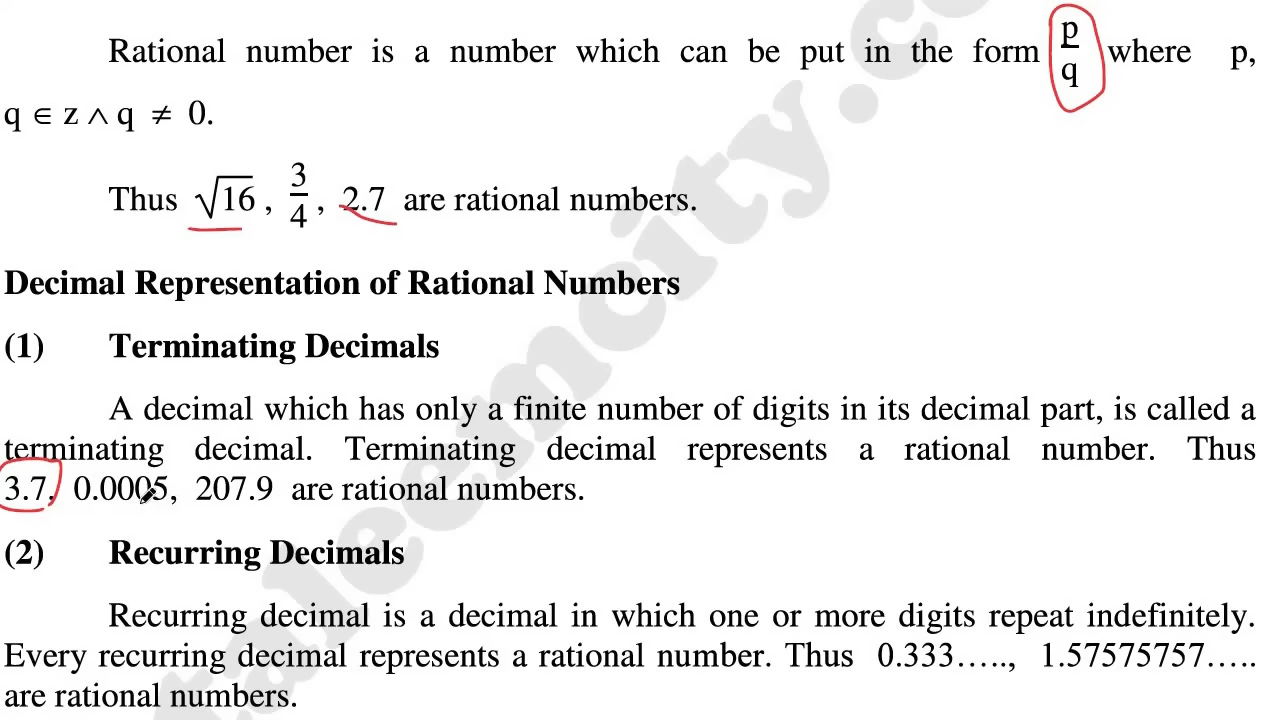 Rational number is a number which can be put in the form p/q where p,
q ∈ z ∧ q ≠ 0.
Thus √16 , 3/4 , 2.7 are rational numbers.
Decimal Representation of Rational Numbers
(1) Terminating Decimals
A decimal which has only a finite number of digits in its decimal part, is called a
terminating decimal. Terminating decimal represents a rational number. Thus
3.7, 0.0005, 207.9 are rational numbers.
(2) Recurring Decimals
Recurring decimal is a decimal in which one or more digits repeat indefinitely.
Every recurring decimal represents a rational number. Thus 0.333….., 1.57575757…..
are rational numbers.
taleemcity.co